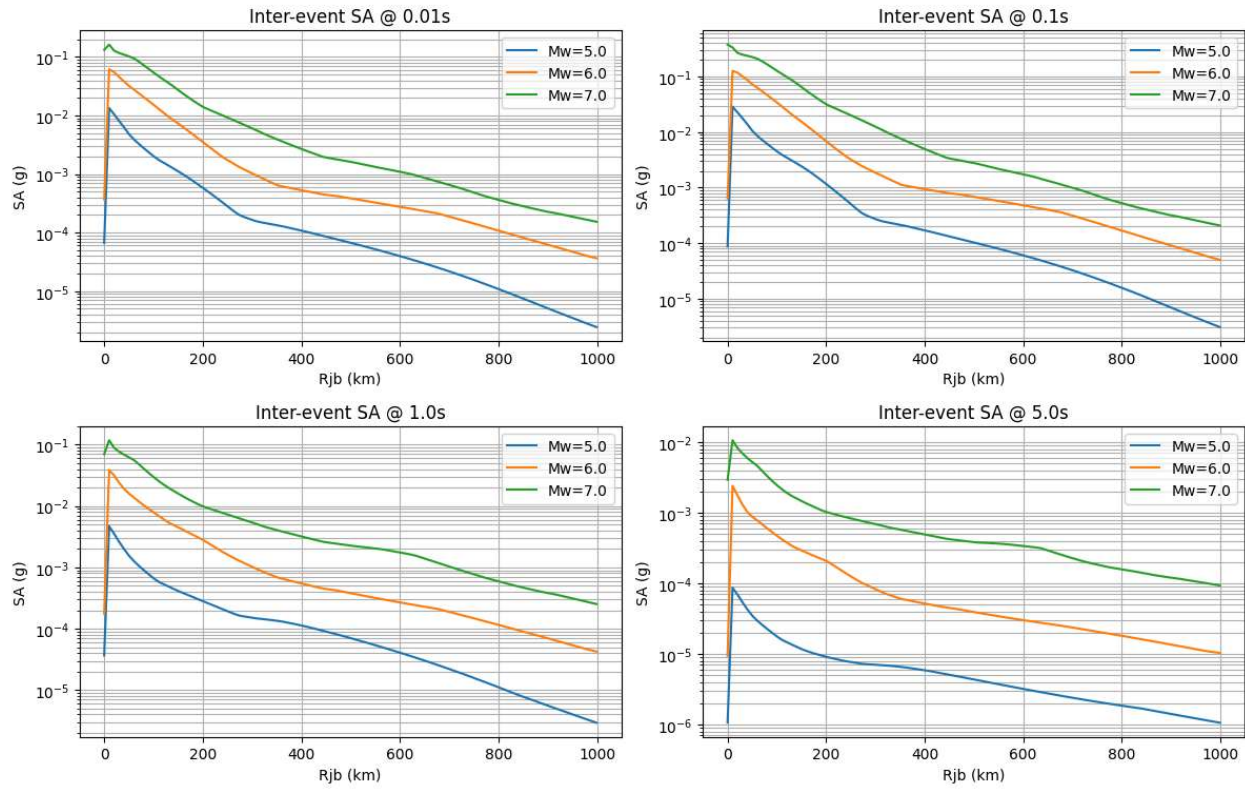 Inter-event SA @ 0.01s
Mw=5.0
Mw=6.0
Mw=7.0
10⁻¹
10⁻²
10⁻³
10⁻⁴
10⁻⁵
SA (g)
0 200 400 600 800 1000
Rjb (km)
Inter-event SA @ 0.1s
Mw=5.0
Mw=6.0
Mw=7.0
10⁻¹
10⁻²
10⁻³
10⁻⁴
10⁻⁵
SA (g)
0 200 400 600 800 1000
Rjb (km)
Inter-event SA @ 1.0s
Mw=5.0
Mw=6.0
Mw=7.0
10⁻¹
10⁻²
10⁻³
10⁻⁴
10⁻⁵
SA (g)
0 200 400 600 800 1000
Rjb (km)
Inter-event SA @ 5.0s
Mw=5.0
Mw=6.0
Mw=7.0
10⁻²
10⁻³
10⁻⁴
10⁻⁵
10⁻⁶
SA (g)
0 200 400 600 800 1000
Rjb (km)